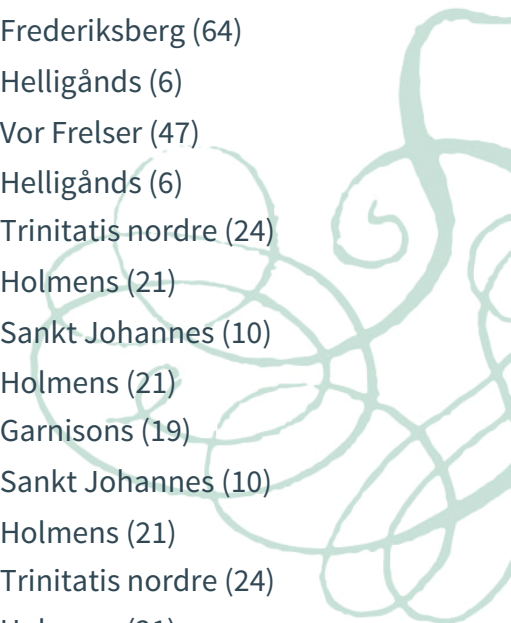 Frederiksberg (64)
Helligånds (6)
Vor Frelser (47)
Helligånds (6)
Trinitatis nordre (24)
Holmens (21)
Sankt Johannes (10)
Holmens (21)
Garnisons (19)
Sankt Johannes (10)
Holmens (21)
Trinitatis nordre (24)